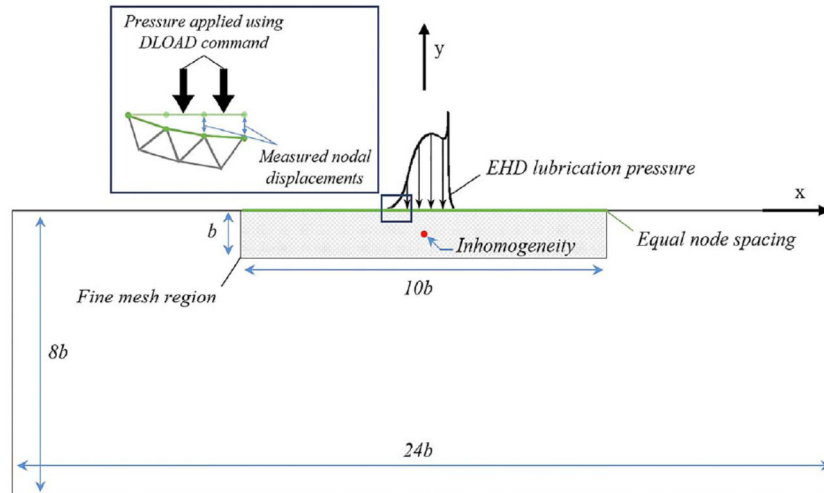 Pressure applied using
DLOAD command
Measured nodal
displacements
y
EHD lubrication pressure
x
b
Inhomogeneity
Equal node spacing
Fine mesh region
10b
8b
24b